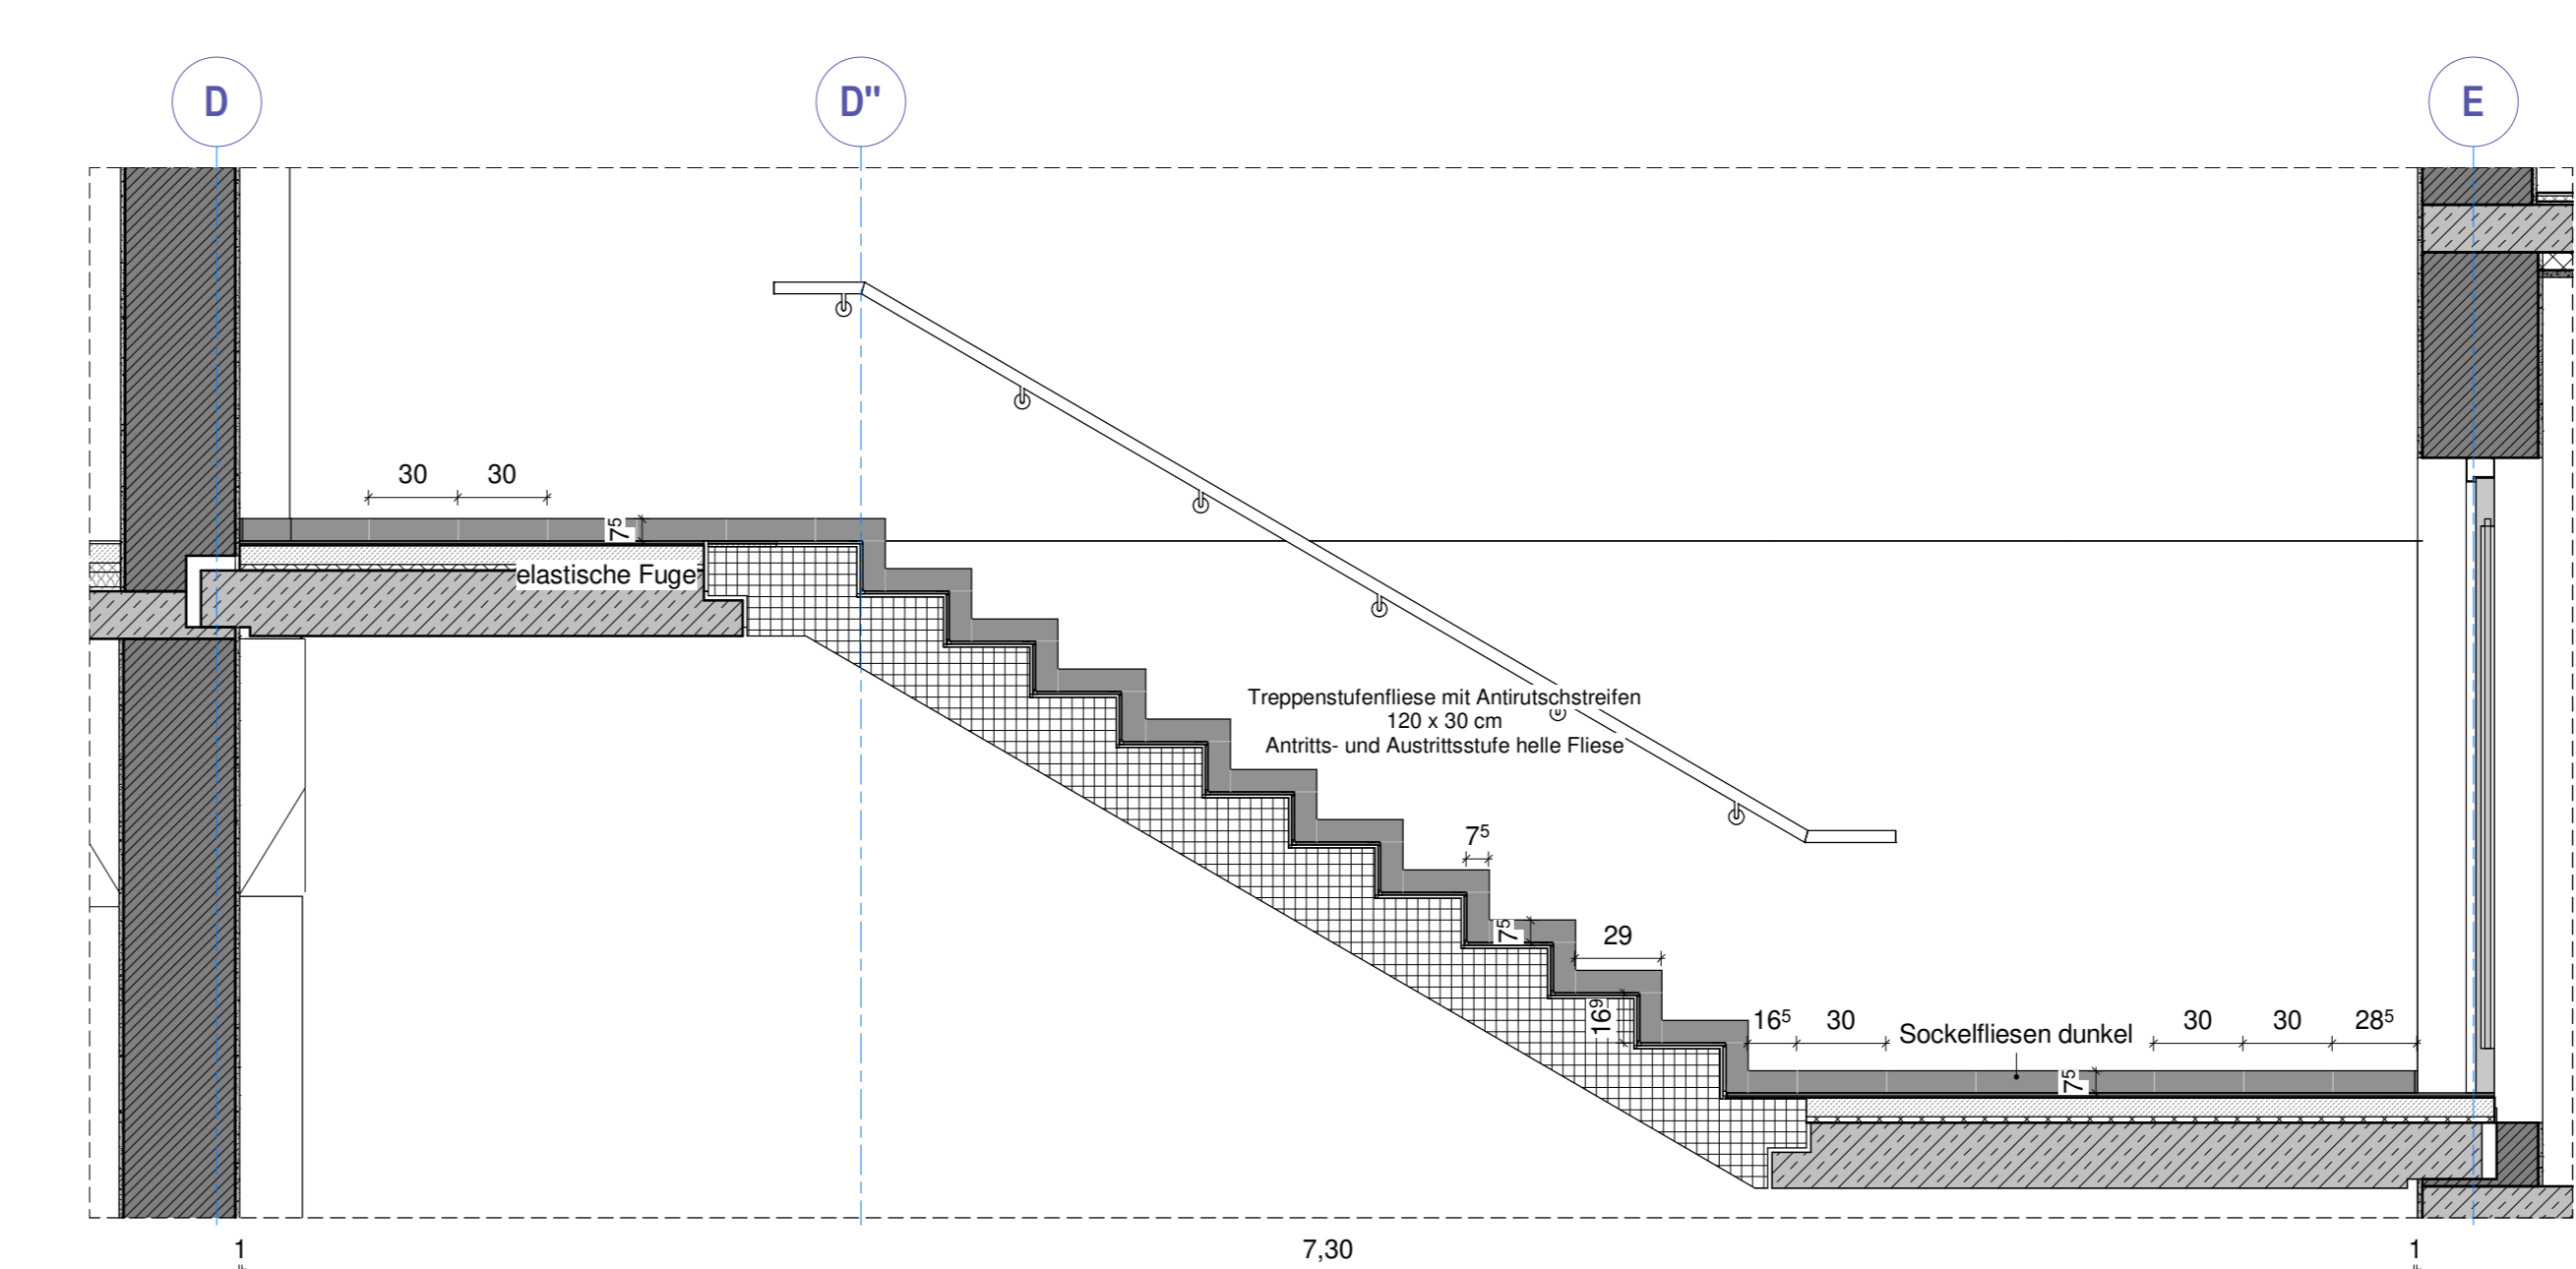 D
D"
E
30
30
7⁵
elastische Fuge
Treppenstufenfliese mit Antirutschstreifen
120 x 30 cm
Antritts- und Austrittsstufe helle Fliese
7⁵
7⁵
29
16⁹
16⁵
30
Sockelfliesen dunkel
30
30
28⁵
7⁵
1
7,30
1